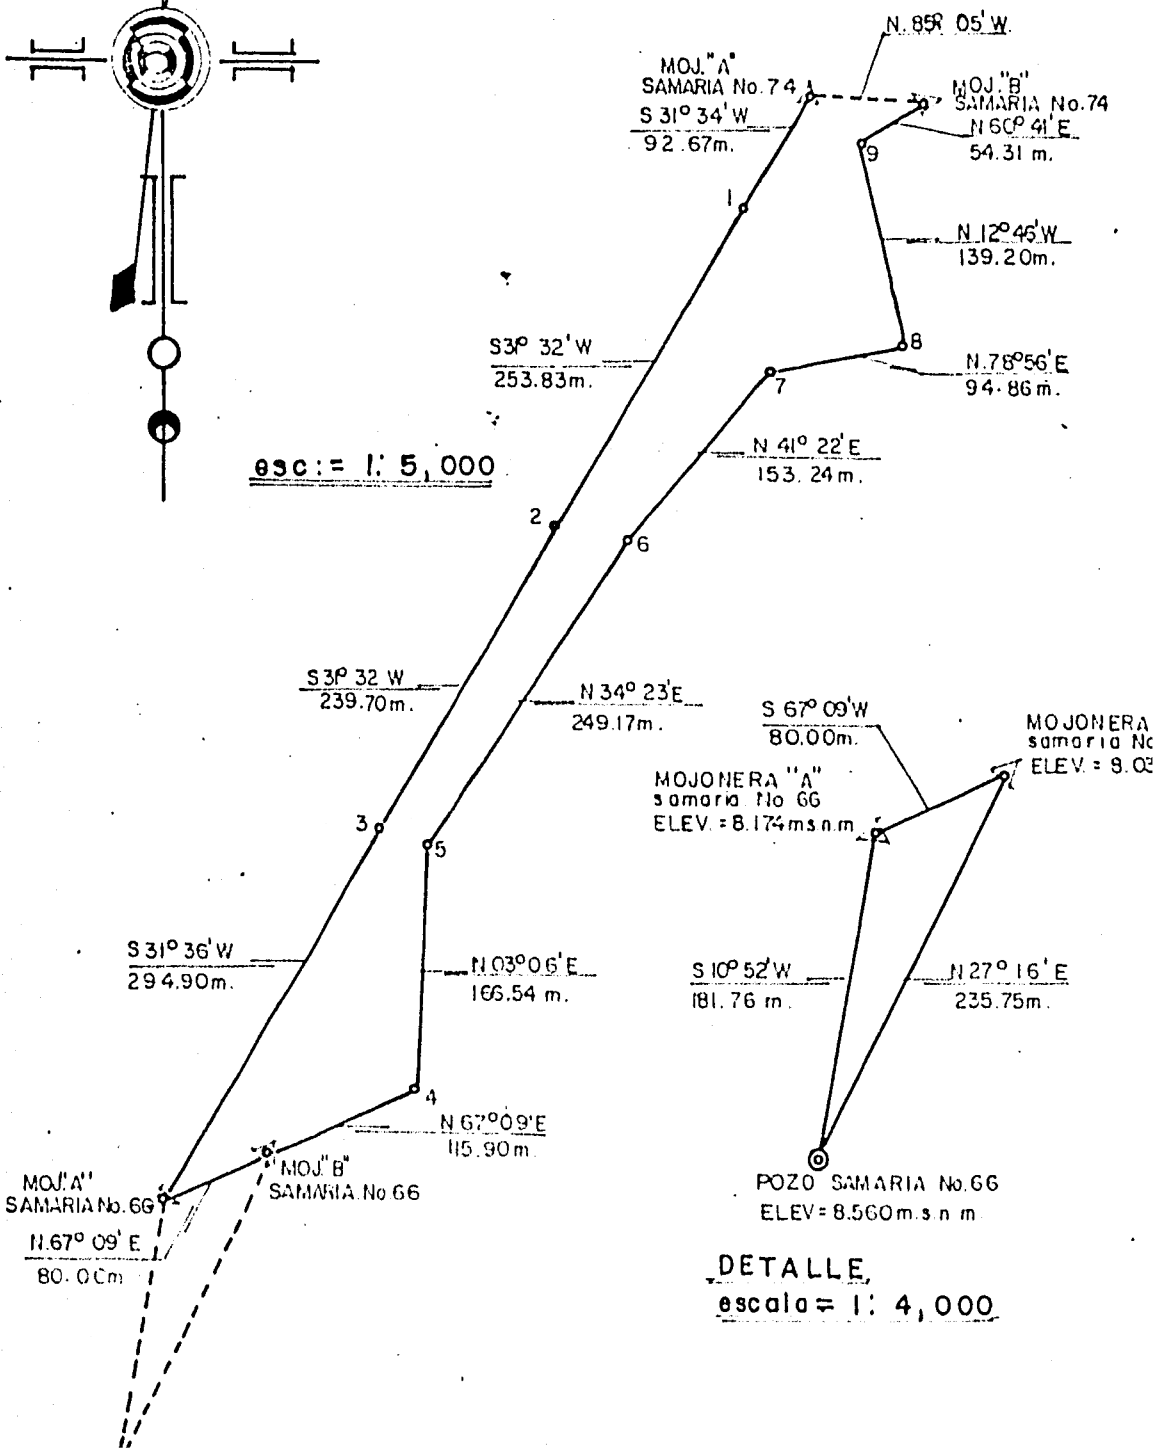 N. 85º 05' W.
MOJ. "A"
SAMARIA No. 74
MOJ. "B"
SAMARIA No. 74
S 31º 34' W
92.67m.
N 60º 41' E
54.31 m.
9
1
N 12º 46' W
139.20m.
S 31º 32' W
253.83m.
8
7
N. 78º 56' E
94.86 m.
N 41º 22' E
153.24 m.
esc: = 1: 5,000
2
6
S 31º 32 W
239.70m.
N 34º 23' E
249.17m.
S 67º 09' W
80.00m.
MOJONERA
samaria No
ELEV. = 8.03
MOJONERA "A"
samaria No 66
ELEV. = 8.174 m.s.n.m
3
5
S 31º 36' W
294.90m.
N 03º 06' E
166.54 m.
S 10º 52' W
181.76 m.
N 27º 16' E
235.75m.
4
N 67º 09' E
115.90m.
MOJ. "B"
SAMARIA No. 66
MOJ. "A"
SAMARIA No. 66
N. 67º 09' E
80.00m
POZO SAMARIA No. 66
ELEV = 8.560 m.s.n m.
DETALLE
escala = 1: 4,000